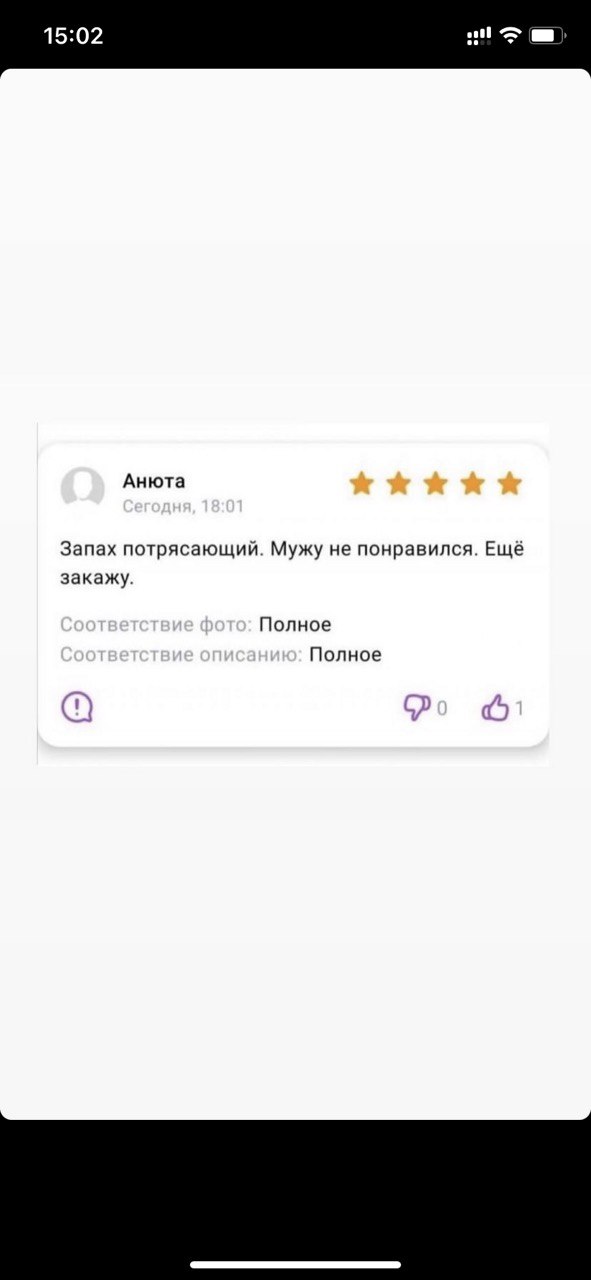 15:02
Анюта
Сегодня, 18:01
Запах потрясающий. Мужу не понравился. Ещё
закажу.
Соответствие фото: Полное
Соответствие описанию: Полное
0 1